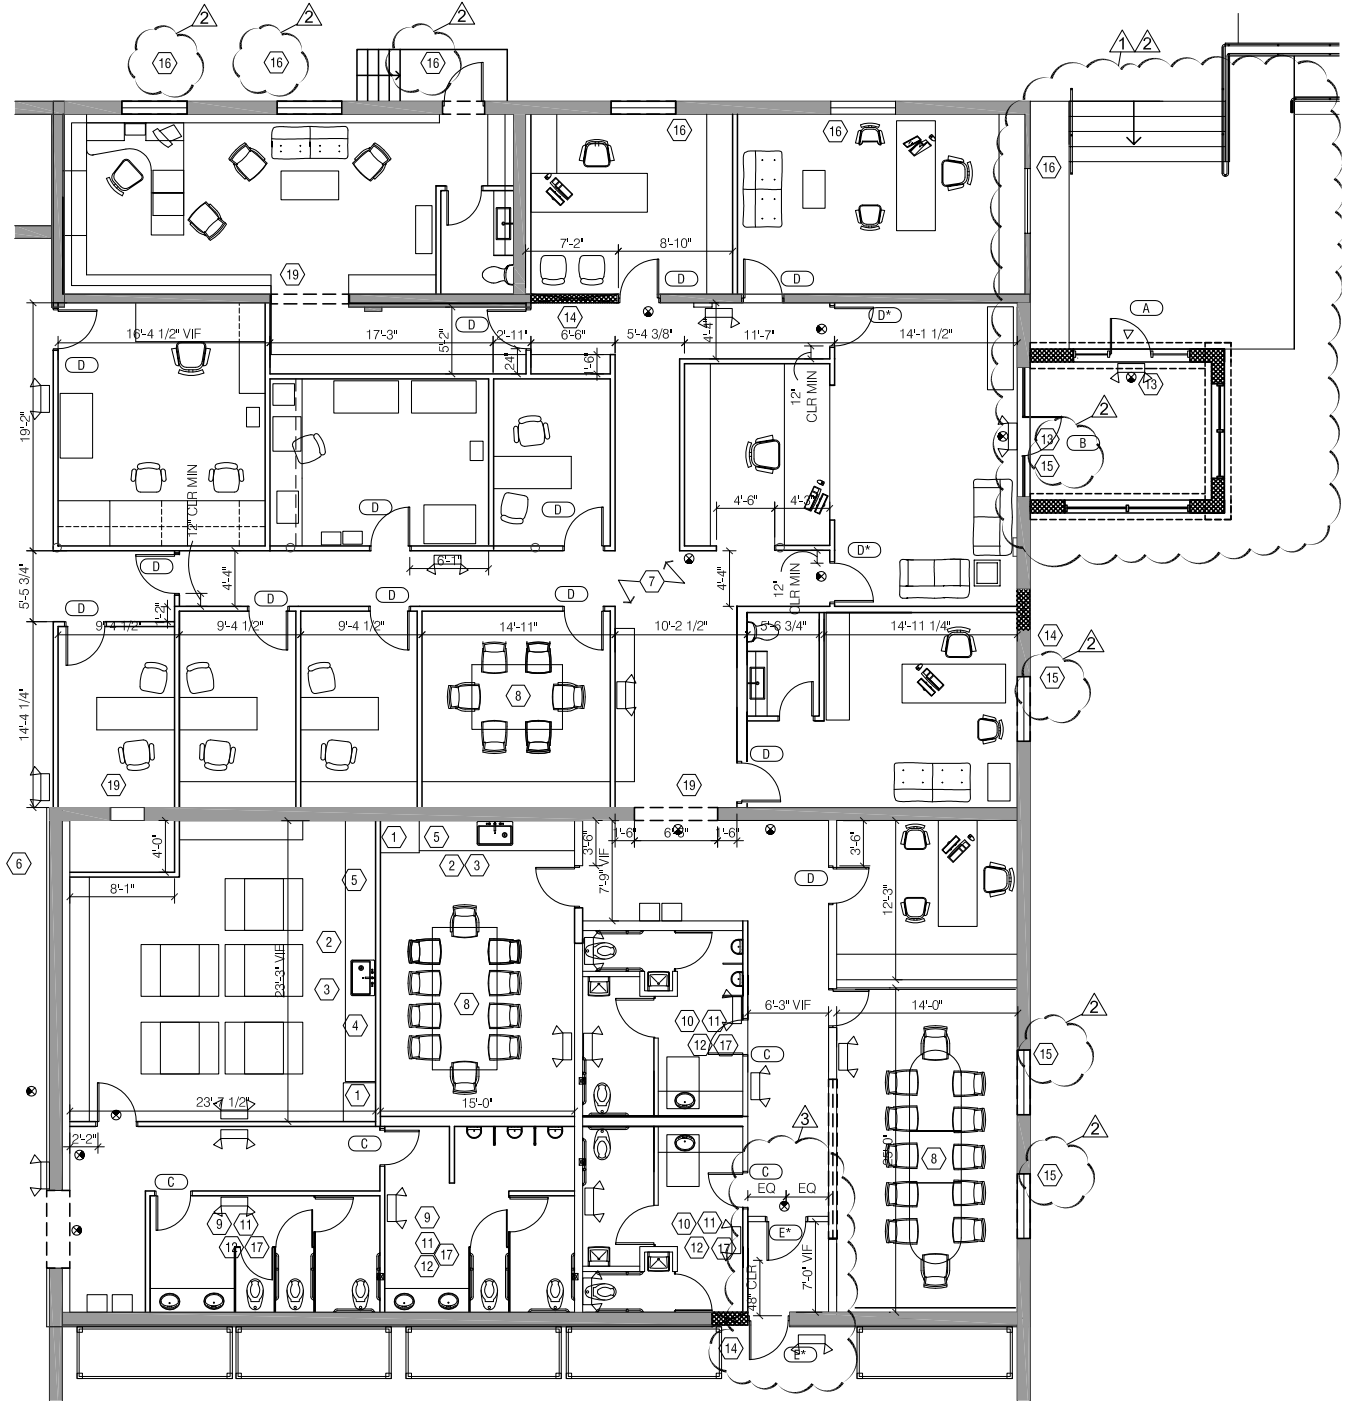 2 2 2 1 2
16 16 16
16 16 16
7'-2" 8'-10"
19 D D
14 A
D D*
16'-4 1/2" VIF 17'-3" 5'-2" 2'-11" 6'-6" 5'-4 3/8" 4'-4" 11'-7" 14'-1 1/2"
D 24" 1'-6"
12" CLR MIN 13
2
19'-2" 13 B
15
12" CLR MIN 4'-6"
D D
D*
6'-1"
D 4'-4" 7 4'-4" 12" CLR MIN
5'-5 3/4"
D D D D 1'-2"
9'-4 1/2" 9'-4 1/2" 9'-4 1/2" 14'-11" 10'-2 1/2" 5'-6 3/4" 14'-11 1/4" 14
2
15
8
14'-4 1/4"
D
19 19
1 5 1'-6" 1'-6"
6 4'-0" 2 3 3'-6" 7'-9" VIF 3'-6"
5 D
8'-1" 12'-3"
2
23'-3" VIF
3
8 6'-3" VIF 14'-0" 2
4 10 11
12 17 C 15
1
23'-7 1/2" 15'-0"
3 2
2'-2" C
8
C C 15
EQ EQ
9 11 9 10 11
12 17 11 17 12 17 E*
12 48" CLR 7'-0" VIF
14 E*